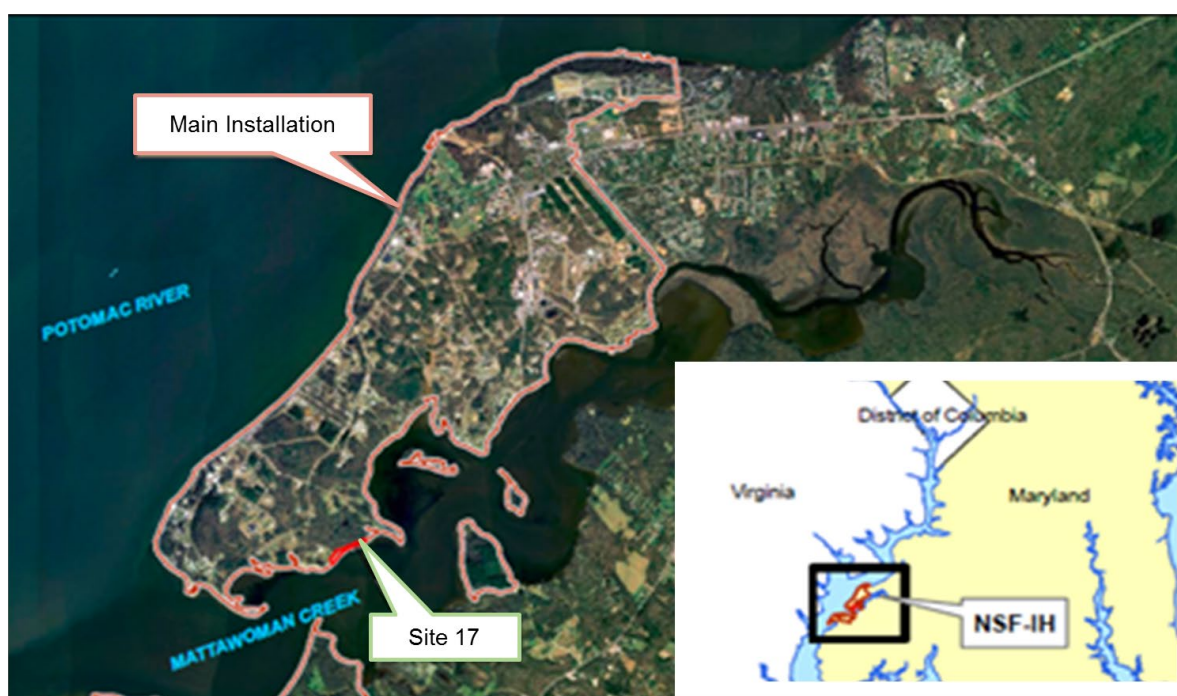 Main Installation
POTOMAC RIVER
MATTAWOMAN CREEK
Site 17
District of Columbia
Virginia
Maryland
NSF-IH